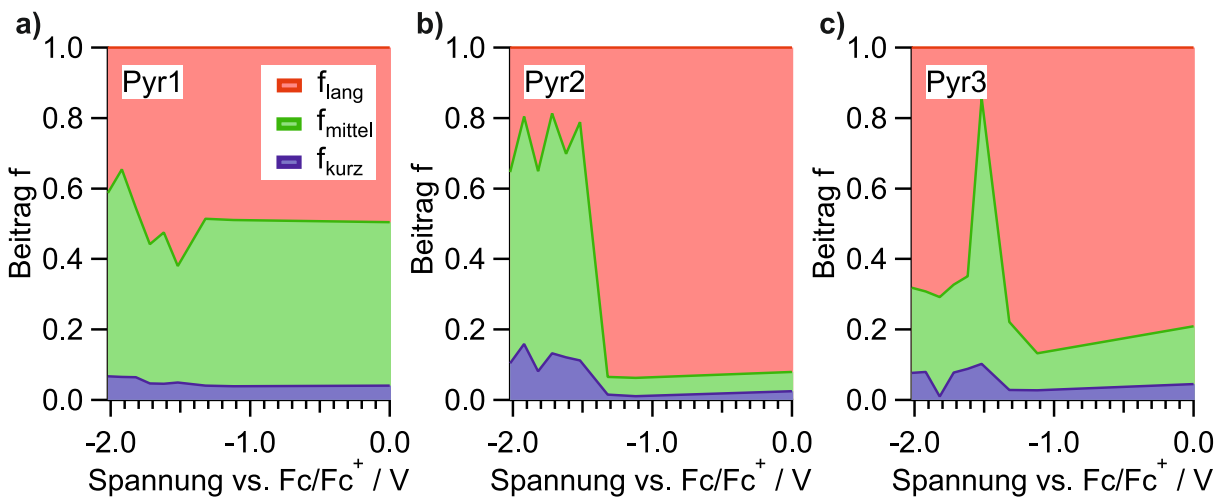 a)
1.0
0.8
0.6
0.4
0.2
0.0
Beitrag f
Pyr1
f_lang
f_mittel
f_kurz
-2.0 -1.0 0.0
Spannung vs. Fc/Fc⁺ / V
b)
1.0
0.8
0.6
0.4
0.2
0.0
Beitrag f
Pyr2
-2.0 -1.0 0.0
Spannung vs. Fc/Fc⁺ / V
c)
1.0
0.8
0.6
0.4
0.2
0.0
Beitrag f
Pyr3
-2.0 -1.0 0.0
Spannung vs. Fc/Fc⁺ / V